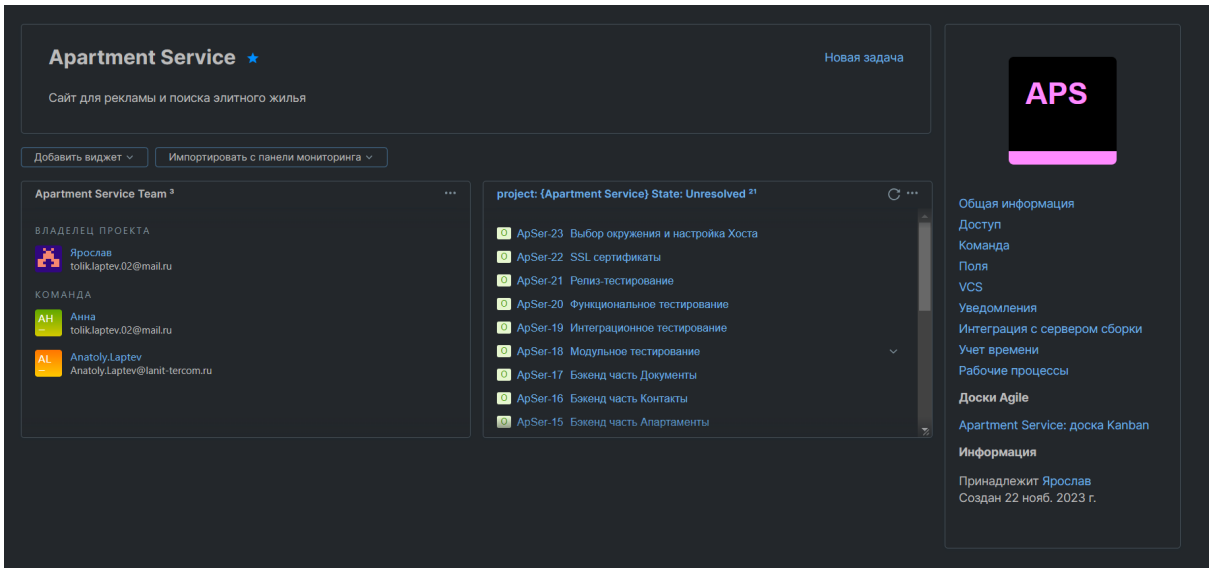 Apartment Service
Новая задача
Сайт для рекламы и поиска элитного жилья
Добавить виджет
Импортировать с панели мониторинга
Apartment Service Team 3
ВЛАДЕЛЕЦ ПРОЕКТА
Ярослав
tolik.laptev.02@mail.ru
КОМАНДА
AH
Анна
tolik.laptev.02@mail.ru
AL
Anatoly.Laptev
Anatoly.Laptev@lanit-tercom.ru
project: {Apartment Service} State: Unresolved 21
O ApSer-23 Выбор окружения и настройка Хоста
O ApSer-22 SSL сертификаты
O ApSer-21 Релиз-тестирование
O ApSer-20 Функциональное тестирование
O ApSer-19 Интеграционное тестирование
O ApSer-18 Модульное тестирование
O ApSer-17 Бэкенд часть Документы
O ApSer-16 Бэкенд часть Контакты
O ApSer-15 Бэкенд часть Апартаменты
APS
Общая информация
Доступ
Команда
Поля
VCS
Уведомления
Интеграция с сервером сборки
Учет времени
Рабочие процессы
Доски Agile
Apartment Service: доска Kanban
Информация
Принадлежит Ярослав
Создан 22 нояб. 2023 г.